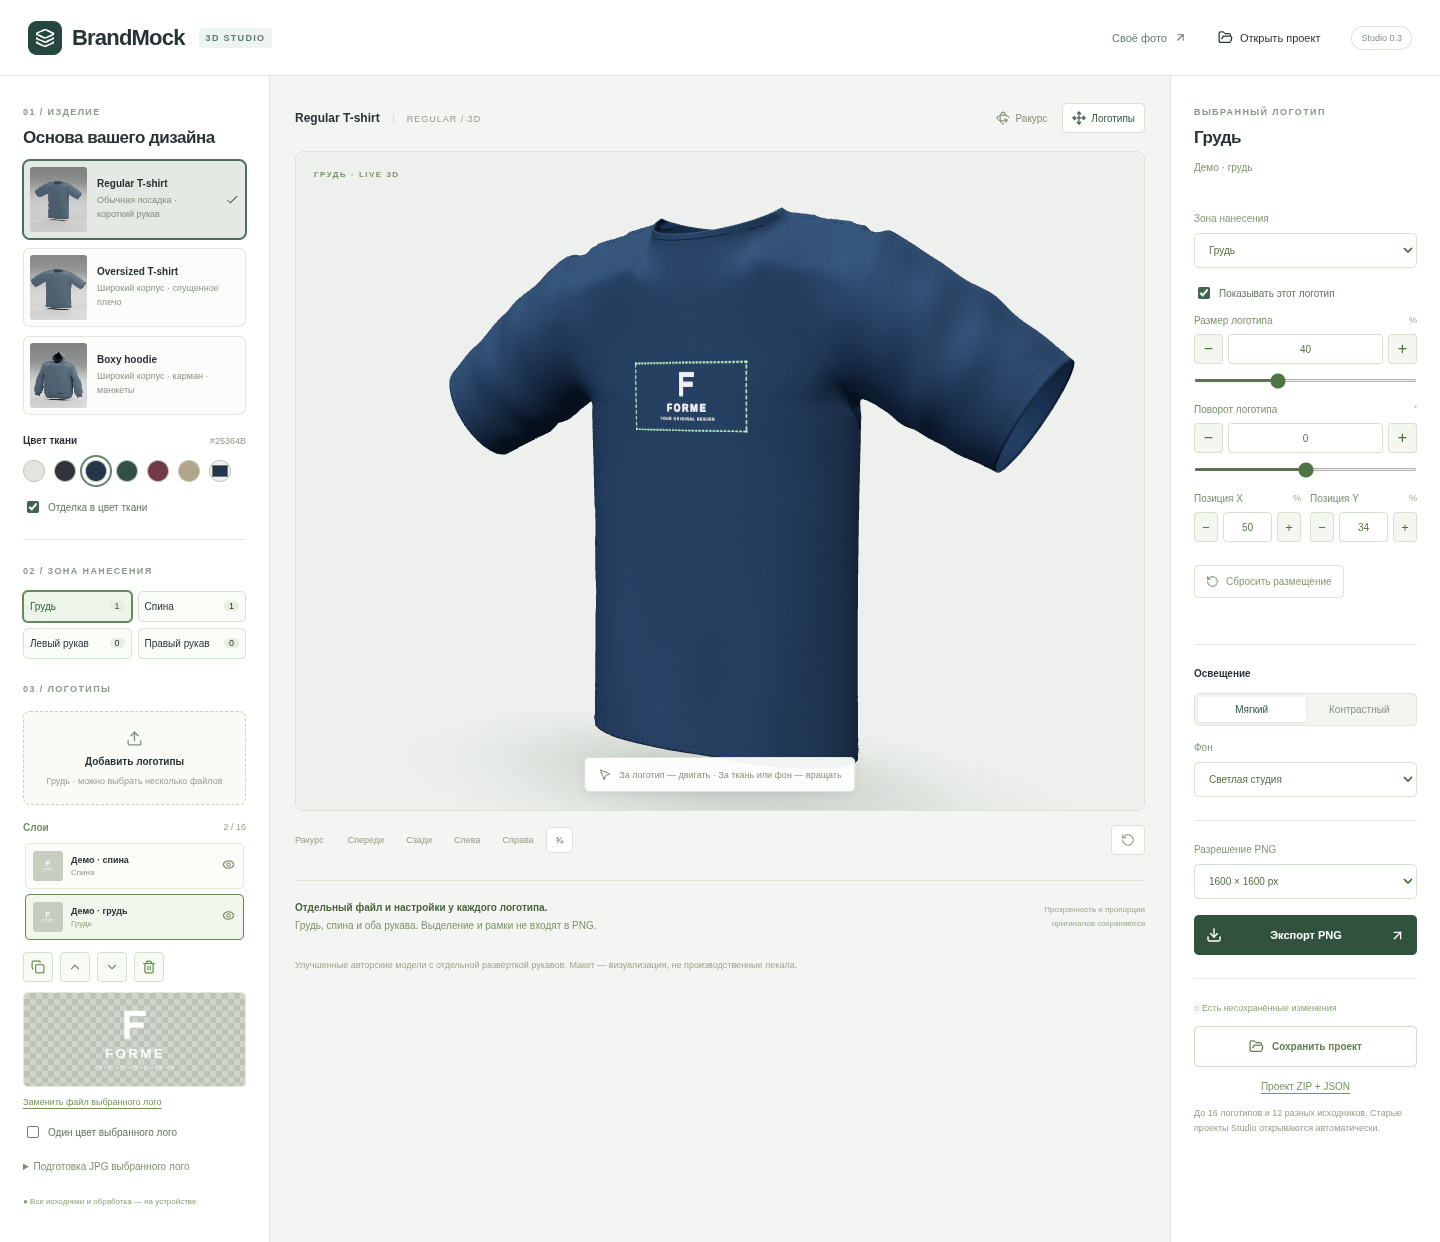 BrandMock
3D STUDIO
Своё фото
Открыть проект
Studio 0.3
01 / ИЗДЕЛИЕ
Основа вашего дизайна
Regular T-shirt
Обычная посадка ·
короткий рукав
Oversized T-shirt
Широкий корпус · спущенное
плечо
Boxy hoodie
Широкий корпус · карман ·
манжеты
Цвет ткани
#25364B
Отделка в цвет ткани
02 / ЗОНА НАНЕСЕНИЯ
Грудь 1
Спина 1
Левый рукав 0
Правый рукав 0
03 / ЛОГОТИПЫ
Добавить логотипы
Грудь · можно выбрать несколько файлов
Слои
2 / 16
Демо · спина
Спина
Демо · грудь
Грудь
F
FORME
Заменить файл выбранного лого
Один цвет выбранного лого
Подготовка JPG выбранного лого
● Все исходники и обработка — на устройстве
Regular T-shirt
REGULAR / 3D
Ракурс
Логотипы
ГРУДЬ · LIVE 3D
F
FORME
YOUR ORIGINAL DESIGN
За логотип — двигать · За ткань или фон — вращать
Ракурс
Спереди
Сзади
Слева
Справа
¾
Отдельный файл и настройки у каждого логотипа.
Грудь, спина и оба рукава. Выделение и рамки не входят в PNG.
Прозрачность и пропорции
оригиналов сохраняются
Улучшенные авторские модели с отдельной развёрткой рукавов. Макет — визуализация, не производственные лекала.
ВЫБРАННЫЙ ЛОГОТИП
Грудь
Демо · грудь
Зона нанесения
Грудь
Показывать этот логотип
Размер логотипа %
− 40 +
Поворот логотипа °
− 0 +
Позиция X % Позиция Y %
− 50 + − 34 +
Сбросить размещение
Освещение
Мягкий
Контрастный
Фон
Светлая студия
Разрешение PNG
1600 × 1600 px
Экспорт PNG
○ Есть несохранённые изменения
Сохранить проект
Проект ZIP + JSON
До 16 логотипов и 12 разных исходников. Старые
проекты Studio открываются автоматически.